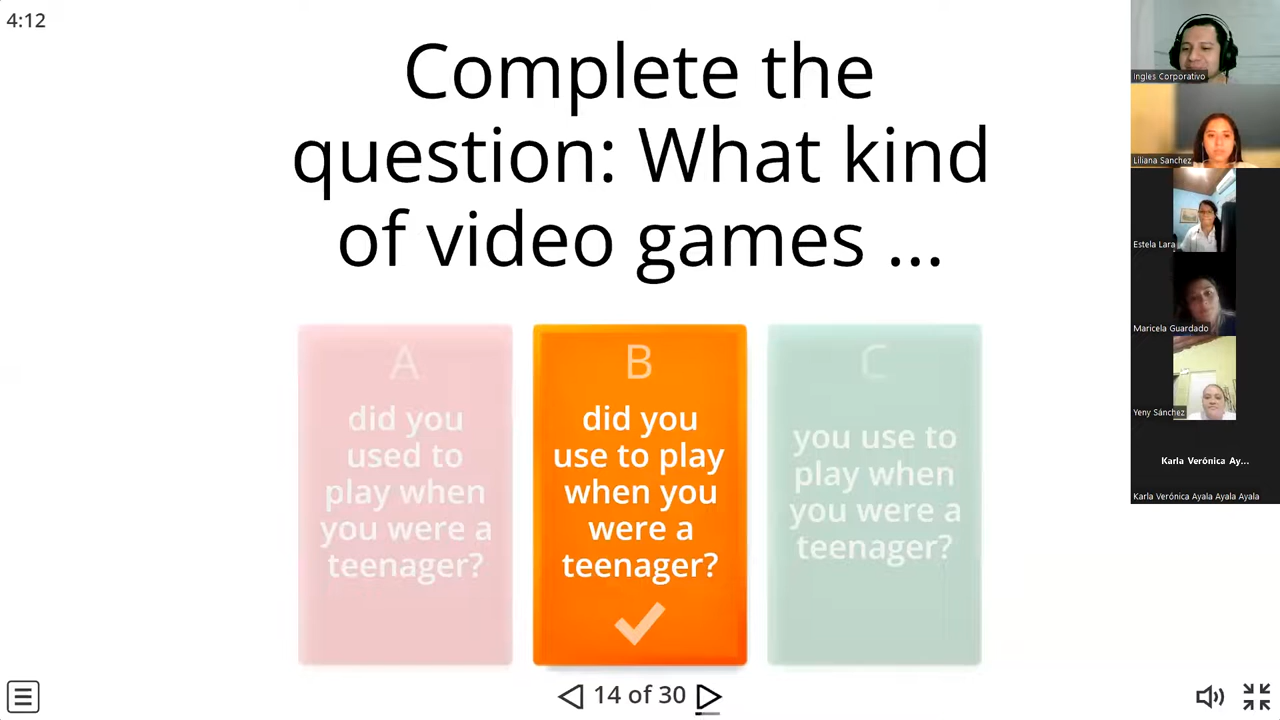 4:12
Complete the
question: What kind
of video games ...
A
did you
used to
play when
you were a
teenager?
B
did you
use to play
when you
were a
teenager?
C
you use to
play when
you were a
teenager?
14 of 30
Ingles Corporativo
Liliana Sanchez
Estela Lara
Maricela Guardado
Yeny Sánchez
Karla Verónica Ay...
Karla Verónica Ayala Ayala Ayala